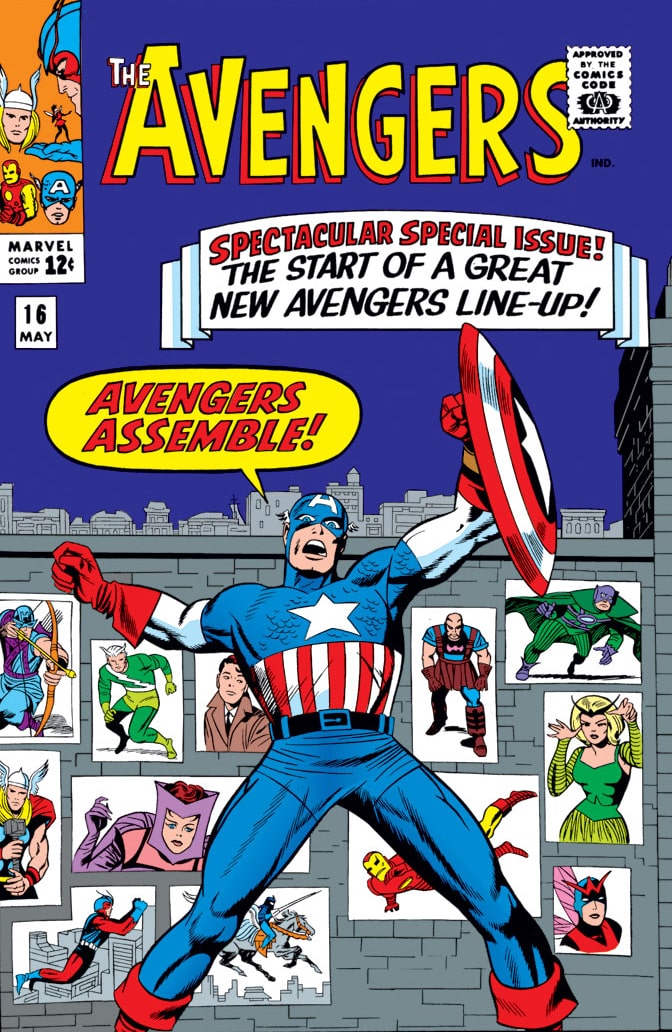 THE
AVENGERS
IND.
APPROVED
BY THE
COMICS
CODE
CA
AUTHORITY
MARVEL
COMICS
GROUP 12¢
16
MAY
SPECTACULAR SPECIAL ISSUE!
THE START OF A GREAT
NEW AVENGERS LINE-UP!
AVENGERS
ASSEMBLE!
A
A